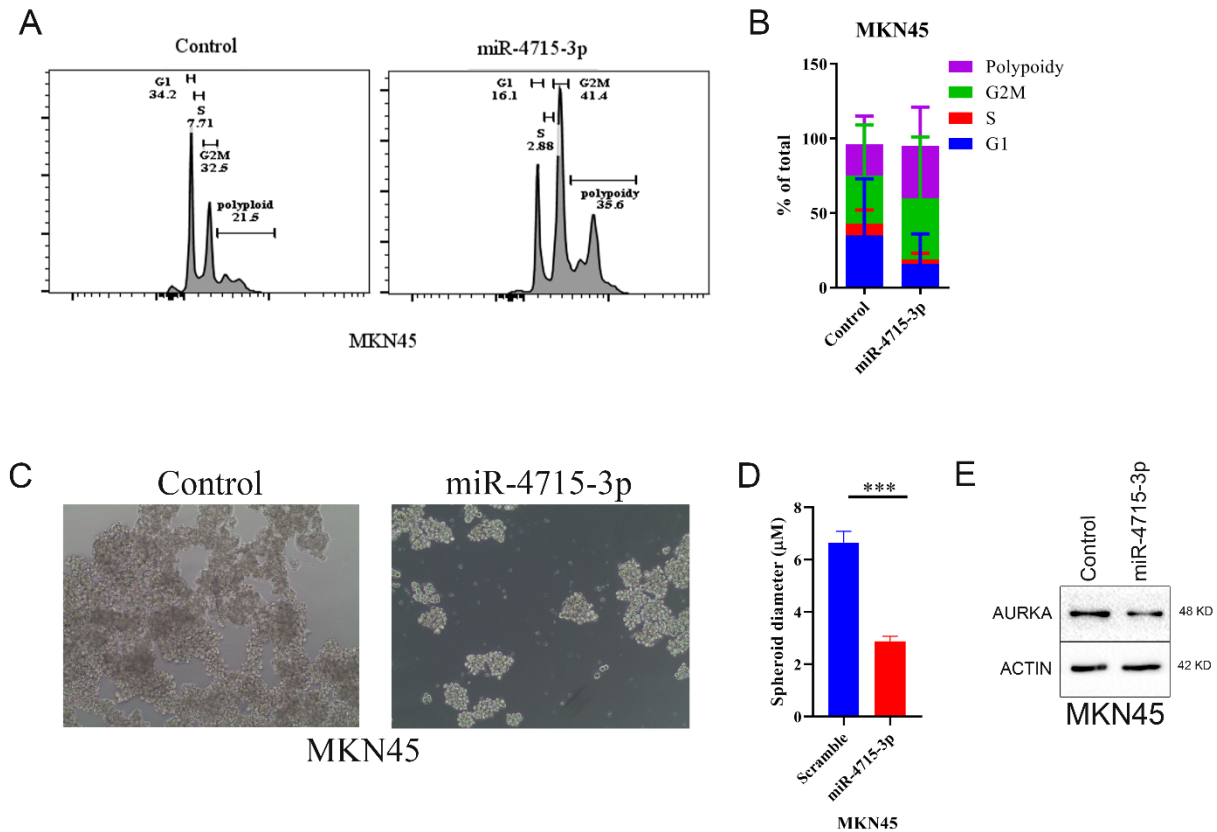 A
Control
G1
34.2
S
7.71
G2M
32.5
polyploid
21.5
miR-4715-3p
G1
16.1
S
2.88
G2M
41.4
polypoidy
35.6
MKN45
B
MKN45
% of total
150
100
50
0
Control
miR-4715-3p
Polypoidy
G2M
S
G1
C
Control
miR-4715-3p
MKN45
D
***
Spheroid diameter (μM)
8
6
4
2
0
Scramble
miR-4715-3p
MKN45
E
Control
miR-4715-3p
AURKA
48 KD
ACTIN
42 KD
MKN45